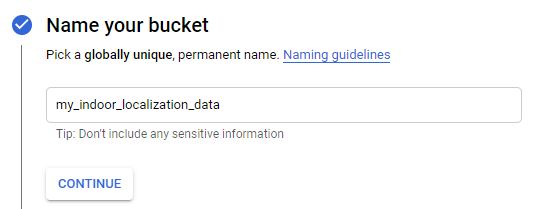 Name your bucket
Pick a globally unique, permanent name. Naming guidelines
my_indoor_localization_data
Tip: Don't include any sensitive information
CONTINUE